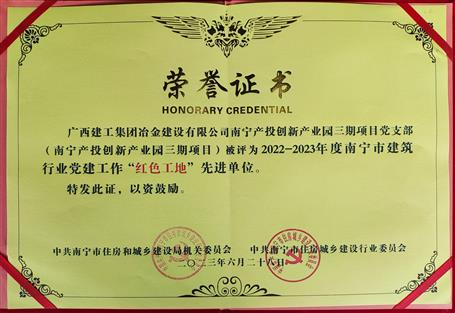 荣誉证书
HONORARY CREDENTIAL
广西建工集团冶金建设有限公司南宁产投创新产业园三期项目党支部
（南宁产投创新产业园三期项目）被评为2022-2023年度南宁市建筑
行业党建工作“红色工地”先进单位。
特发此证，以资鼓励。
中共南宁市住房和城乡建设局机关委员会 中共南宁市住房城乡建设行业委员会
二〇二三年六月二十八日